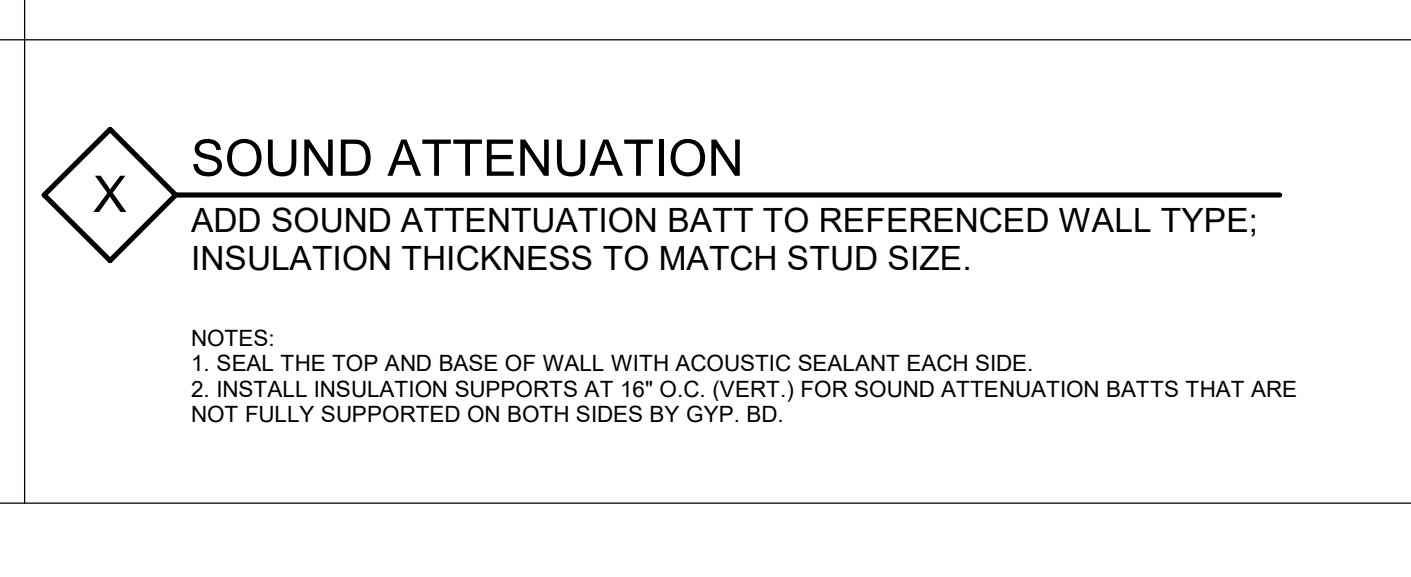 X
SOUND ATTENUATION
ADD SOUND ATTENTUATION BATT TO REFERENCED WALL TYPE;
INSULATION THICKNESS TO MATCH STUD SIZE.
NOTES:
1. SEAL THE TOP AND BASE OF WALL WITH ACOUSTIC SEALANT EACH SIDE.
2. INSTALL INSULATION SUPPORTS AT 16" O.C. (VERT.) FOR SOUND ATTENUATION BATTS THAT ARE
NOT FULLY SUPPORTED ON BOTH SIDES BY GYP. BD.